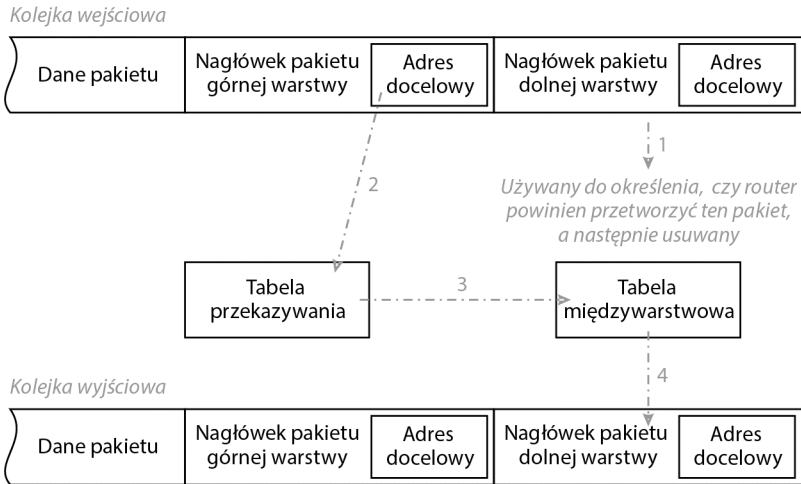 Kolejka wejściowa
Dane pakietu
Nagłówek pakietu
górnej warstwy
Adres
docelowy
Nagłówek pakietu
dolnej warstwy
Adres
docelowy
1
2
Używany do określenia, czy router
powinien przetworzyć ten pakiet,
a następnie usuwany
Tabela
przekazywania
3
Tabela
międzywarstwowa
4
Kolejka wyjściowa
Dane pakietu
Nagłówek pakietu
górnej warstwy
Adres
docelowy
Nagłówek pakietu
dolnej warstwy
Adres
docelowy